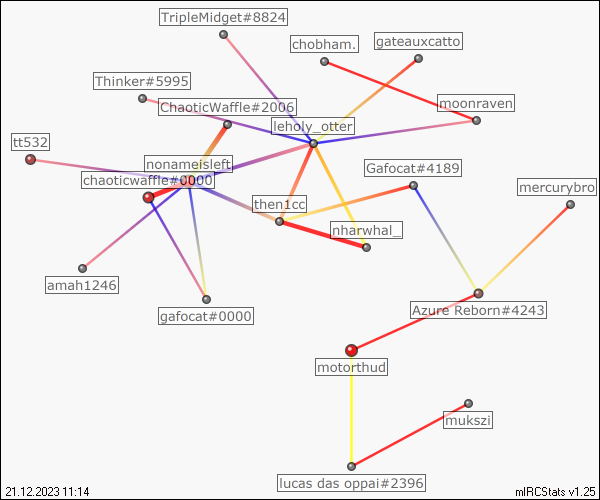 TripleMidget#8824
chobham.
gateauxcatto
Thinker#5995
ChaoticWaffle#2006
moonraven
leholy_otter
tt532
nonameisleft
Gafocat#4189
chaoticwaffle#0000
mercurybro
then1cc
nharwhal_
amah1246
gafocat#0000
Azure Reborn#4243
motorthud
mukszi
lucas das oppai#2396
21.12.2023 11:14
mIRCStats v1.25